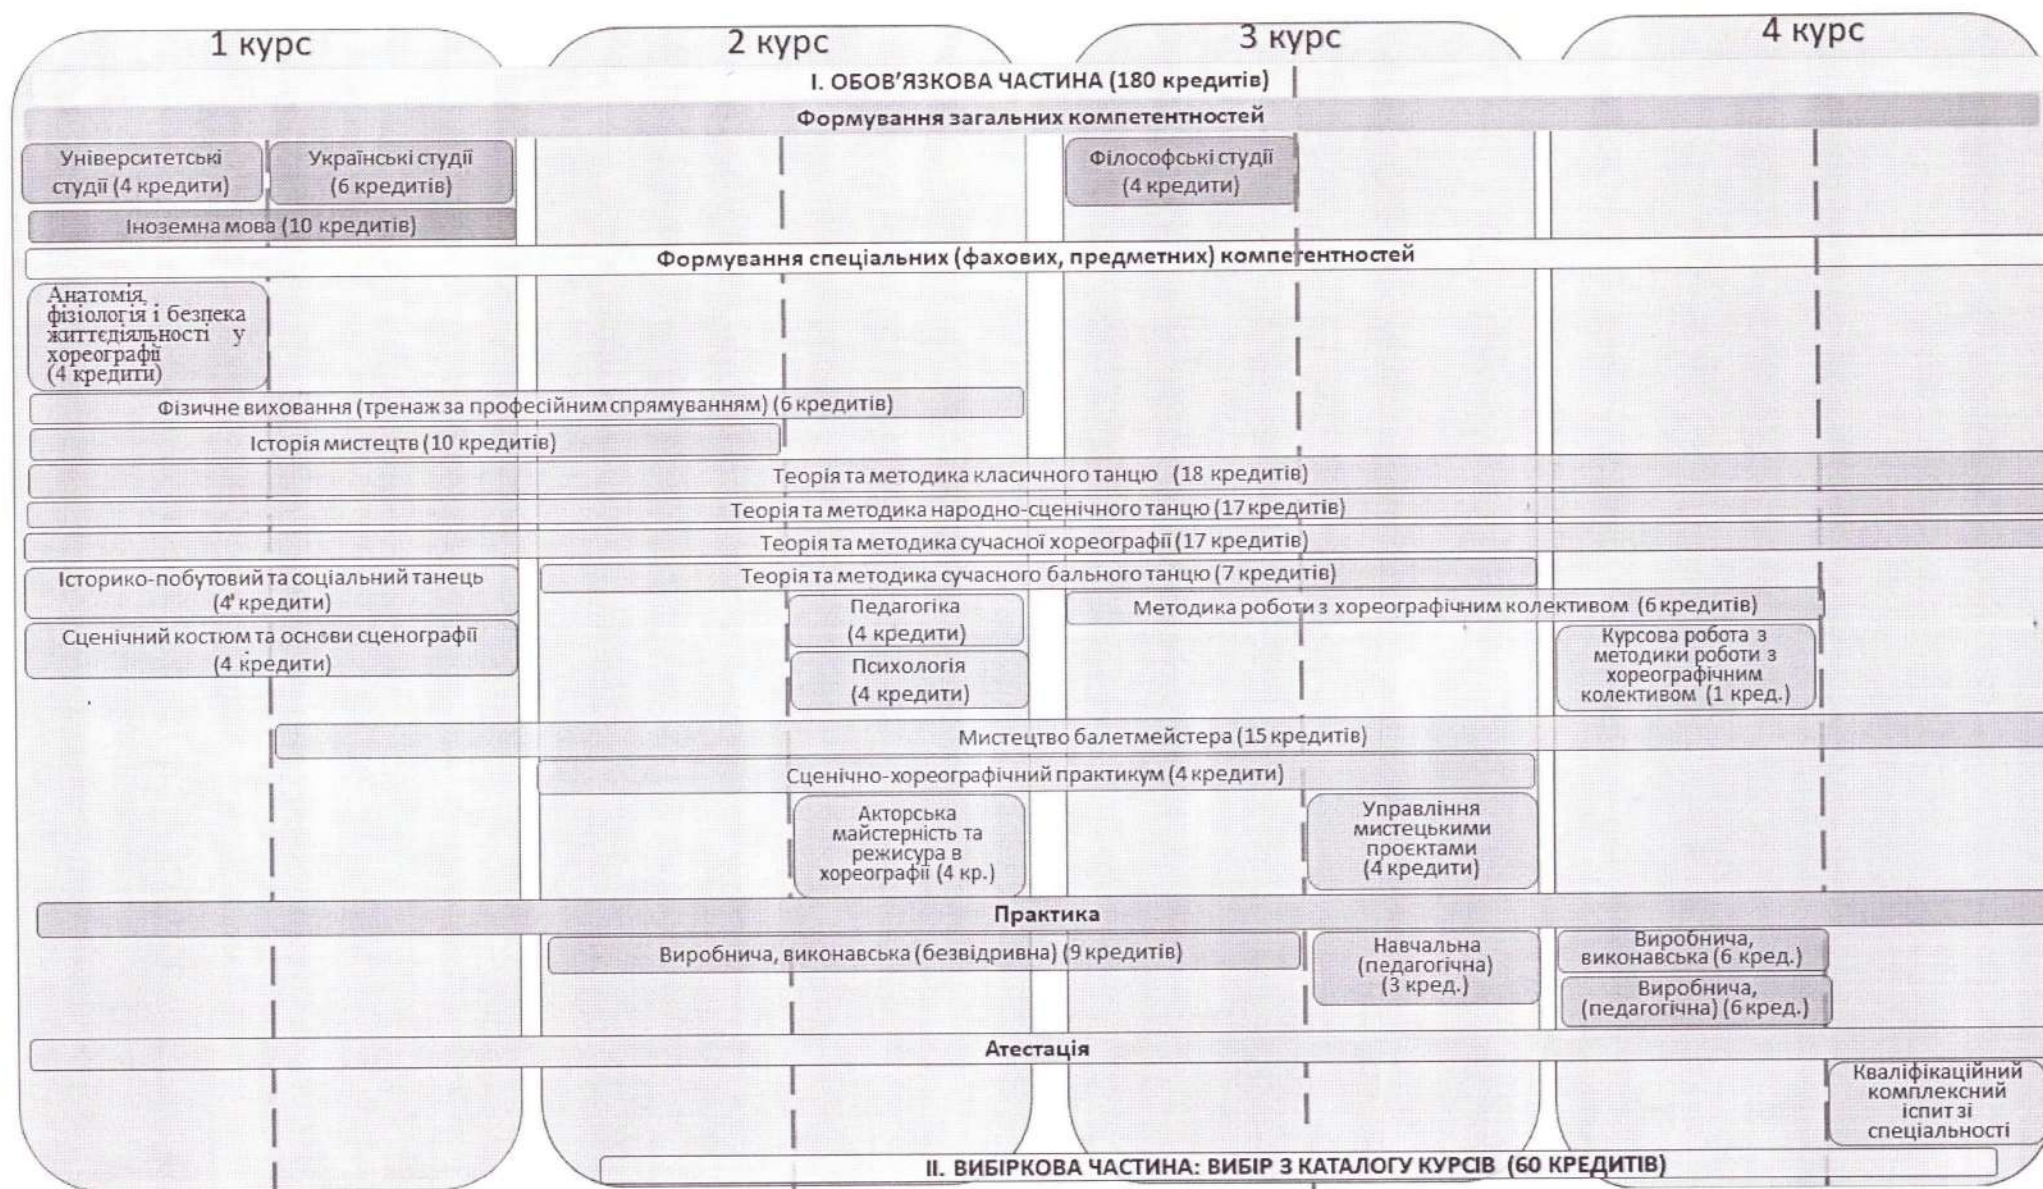 1 курс
2 курс
3 курс
4 курс
І. ОБОВ’ЯЗКОВА ЧАСТИНА (180 кредитів)
Формування загальних компетентностей
Університетські
студії (4 кредити)
Українські студії
(6 кредитів)
Філософські студії
(4 кредити)
Іноземна мова (10 кредитів)
Формування спеціальних (фахових, предметних) компетентностей
Анатомія,
фізіологія і безпека
життєдіяльності у
хореографії
(4 кредити)
Фізичне виховання (тренаж за професійним спрямуванням) (6 кредитів)
Історія мистецтв (10 кредитів)
Теорія та методика класичного танцю (18 кредитів)
Теорія та методика народно-сценічного танцю (17 кредитів)
Теорія та методика сучасної хореографії (17 кредитів)
Історико-побутовий та соціальний танець
(4 кредити)
Теорія та методика сучасного бального танцю (7 кредитів)
Педагогіка
(4 кредити)
Методика роботи з хореографічним колективом (6 кредитів)
Сценічний костюм та основи сценографії
(4 кредити)
Психологія
(4 кредити)
Курсова робота з
методики роботи з
хореографічним
колективом (1 кред.)
Мистецтво балетмейстера (15 кредитів)
Сценічно-хореографічний практикум (4 кредити)
Акторська
майстерність та
режисура в
хореографії (4 кр.)
Управління
мистецькими
проєктами
(4 кредити)
Практика
Виробнича, виконавська (безвідривна) (9 кредитів)
Навчальна
(педагогічна)
(3 кред.)
Виробнича,
виконавська (6 кред.)
Виробнича,
(педагогічна) (6 кред.)
Атестація
Кваліфікаційний
комплексний
іспит зі
спеціальності
ІІ. ВИБІРКОВА ЧАСТИНА: ВИБІР З КАТАЛОГУ КУРСІВ (60 КРЕДИТІВ)